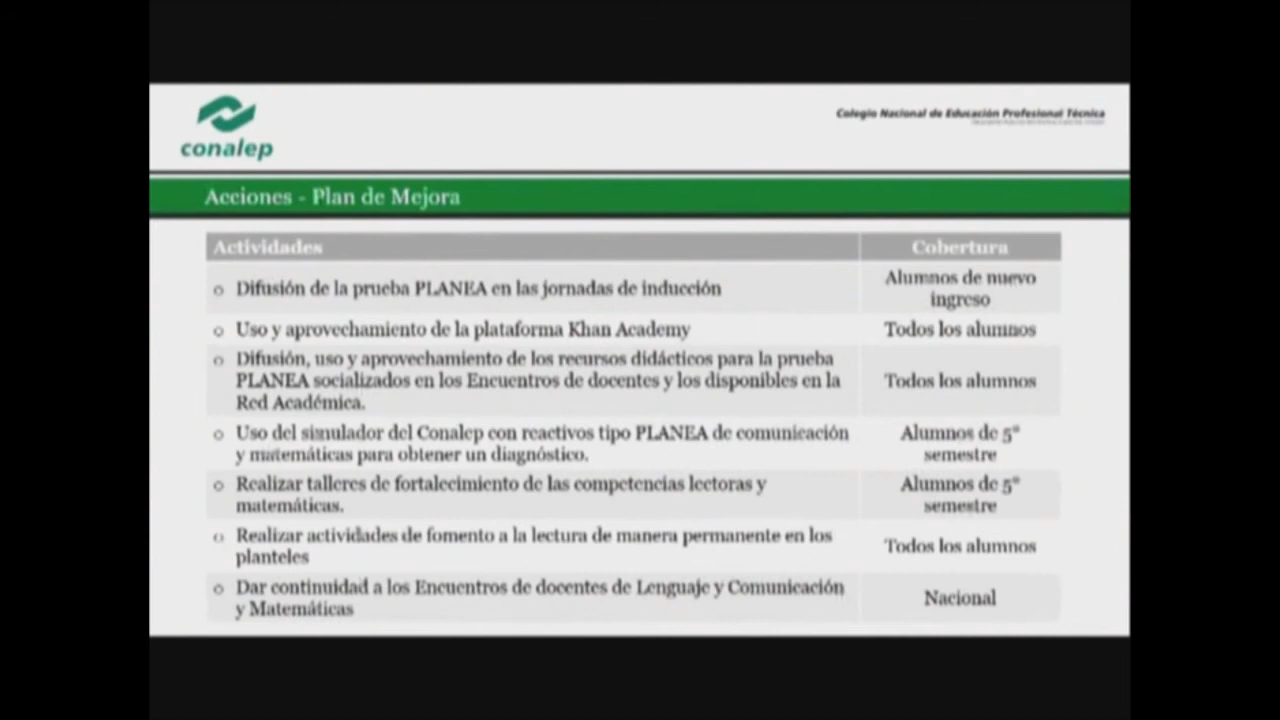 conalep
Colegio Nacional de Educación Profesional Técnica
Acciones - Plan de Mejora
Actividades
Cobertura
o Difusión de la prueba PLANEA en las jornadas de inducción
Alumnos de nuevo
ingreso
o Uso y aprovechamiento de la plataforma Khan Academy
Todos los alumnos
o Difusión, uso y aprovechamiento de los recursos didácticos para la prueba
PLANEA socializados en los Encuentros de docentes y los disponibles en la
Red Académica.
Todos los alumnos
o Uso del simulador del Conalep con reactivos tipo PLANEA de comunicación
y matemáticas para obtener un diagnóstico.
Alumnos de 5°
semestre
o Realizar talleres de fortalecimiento de las competencias lectoras y
matemáticas.
Alumnos de 5°
semestre
o Realizar actividades de fomento a la lectura de manera permanente en los
planteles
Todos los alumnos
o Dar continuidad a los Encuentros de docentes de Lenguaje y Comunicación
y Matemáticas
Nacional